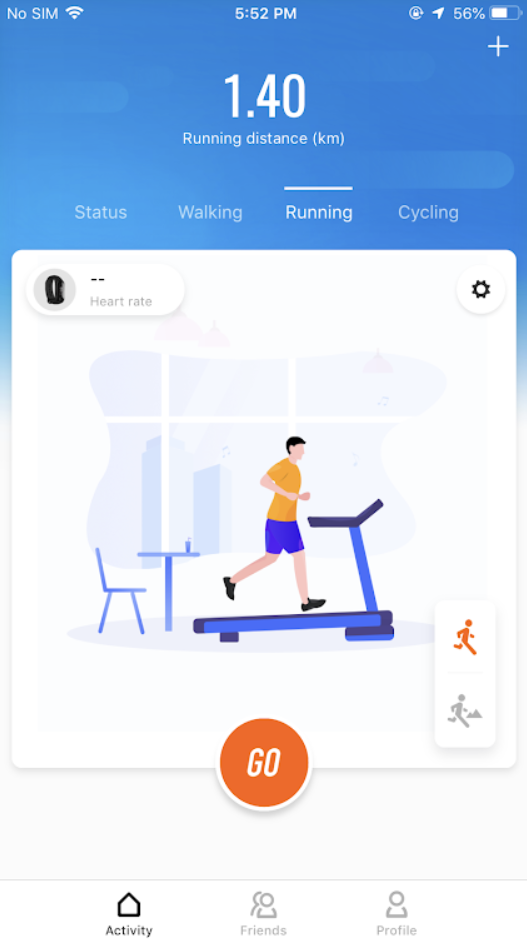 No SIM 5:52 PM 56%
1.40
Running distance (km)
Status Walking Running Cycling
--
Heart rate
GO
Activity Friends Profile